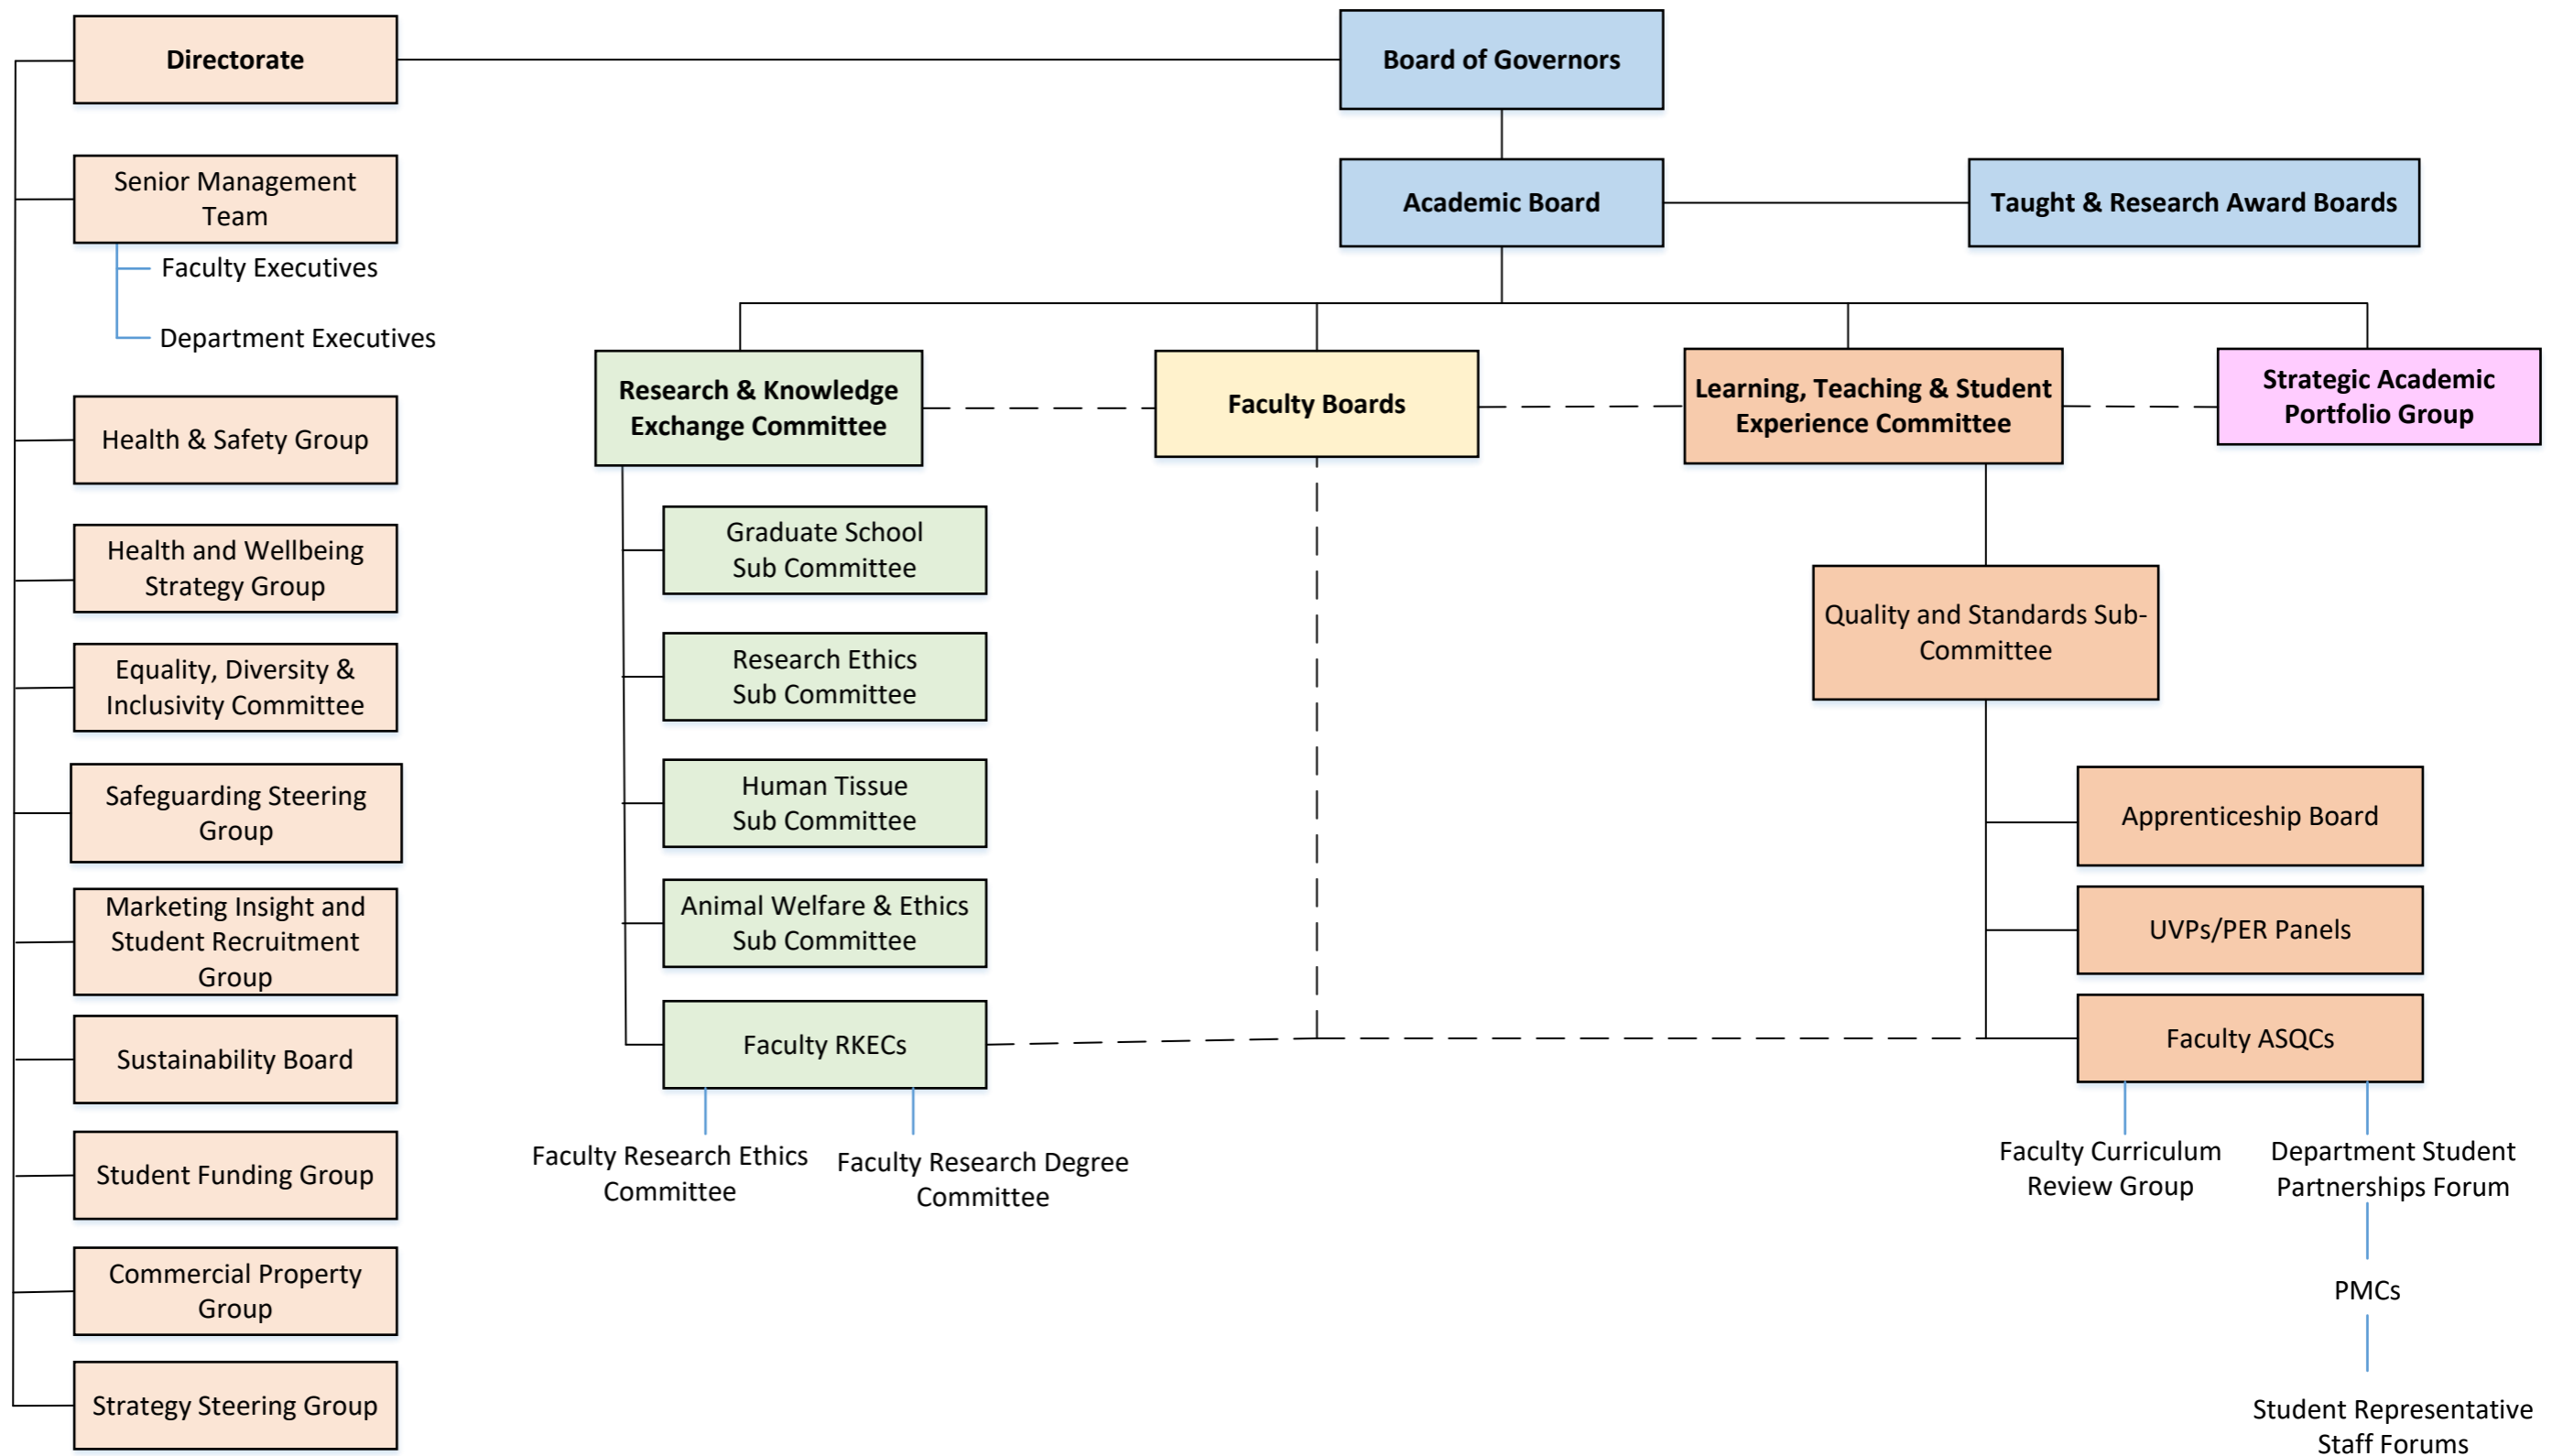 Directorate
Board of Governors
Senior Management
Team
Academic Board
Taught & Research Award Boards
Faculty Executives
Department Executives
Research & Knowledge
Exchange Committee
Faculty Boards
Learning, Teaching & Student
Experience Committee
Strategic Academic
Portfolio Group
Health & Safety Group
Health and Wellbeing
Strategy Group
Equality, Diversity &
Inclusivity Committee
Safeguarding Steering
Group
Marketing Insight and
Student Recruitment
Group
Sustainability Board
Student Funding Group
Commercial Property
Group
Strategy Steering Group
Graduate School
Sub Committee
Research Ethics
Sub Committee
Human Tissue
Sub Committee
Animal Welfare & Ethics
Sub Committee
Faculty RKECs
Faculty Research Ethics
Committee
Faculty Research Degree
Committee
Quality and Standards Sub-
Committee
Apprenticeship Board
UVPs/PER Panels
Faculty ASQCs
Faculty Curriculum
Review Group
Department Student
Partnerships Forum
PMCs
Student Representative
Staff Forums